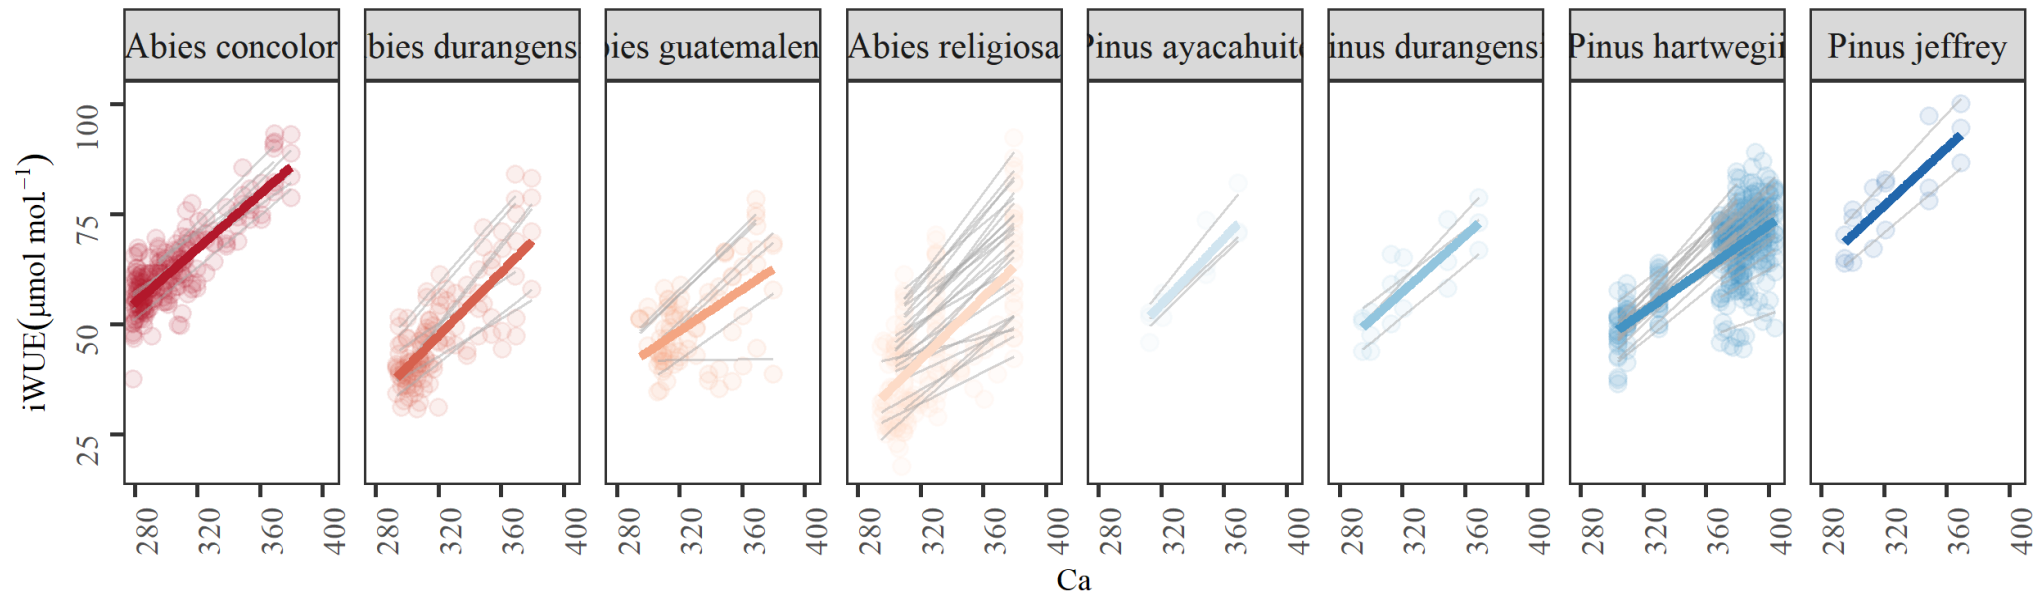 Abies concolor
bies durangens
ies guatemalen
Abies religiosa
Pinus ayacahuite
inus durangensi
Pinus hartwegii
Pinus jeffrey
iWUE(µmol mol⁻¹)
100
75
50
25
280 320 360 400
280 320 360 400
280 320 360 400
280 320 360 400
280 320 360 400
280 320 360 400
280 320 360 400
280 320 360 400
Ca